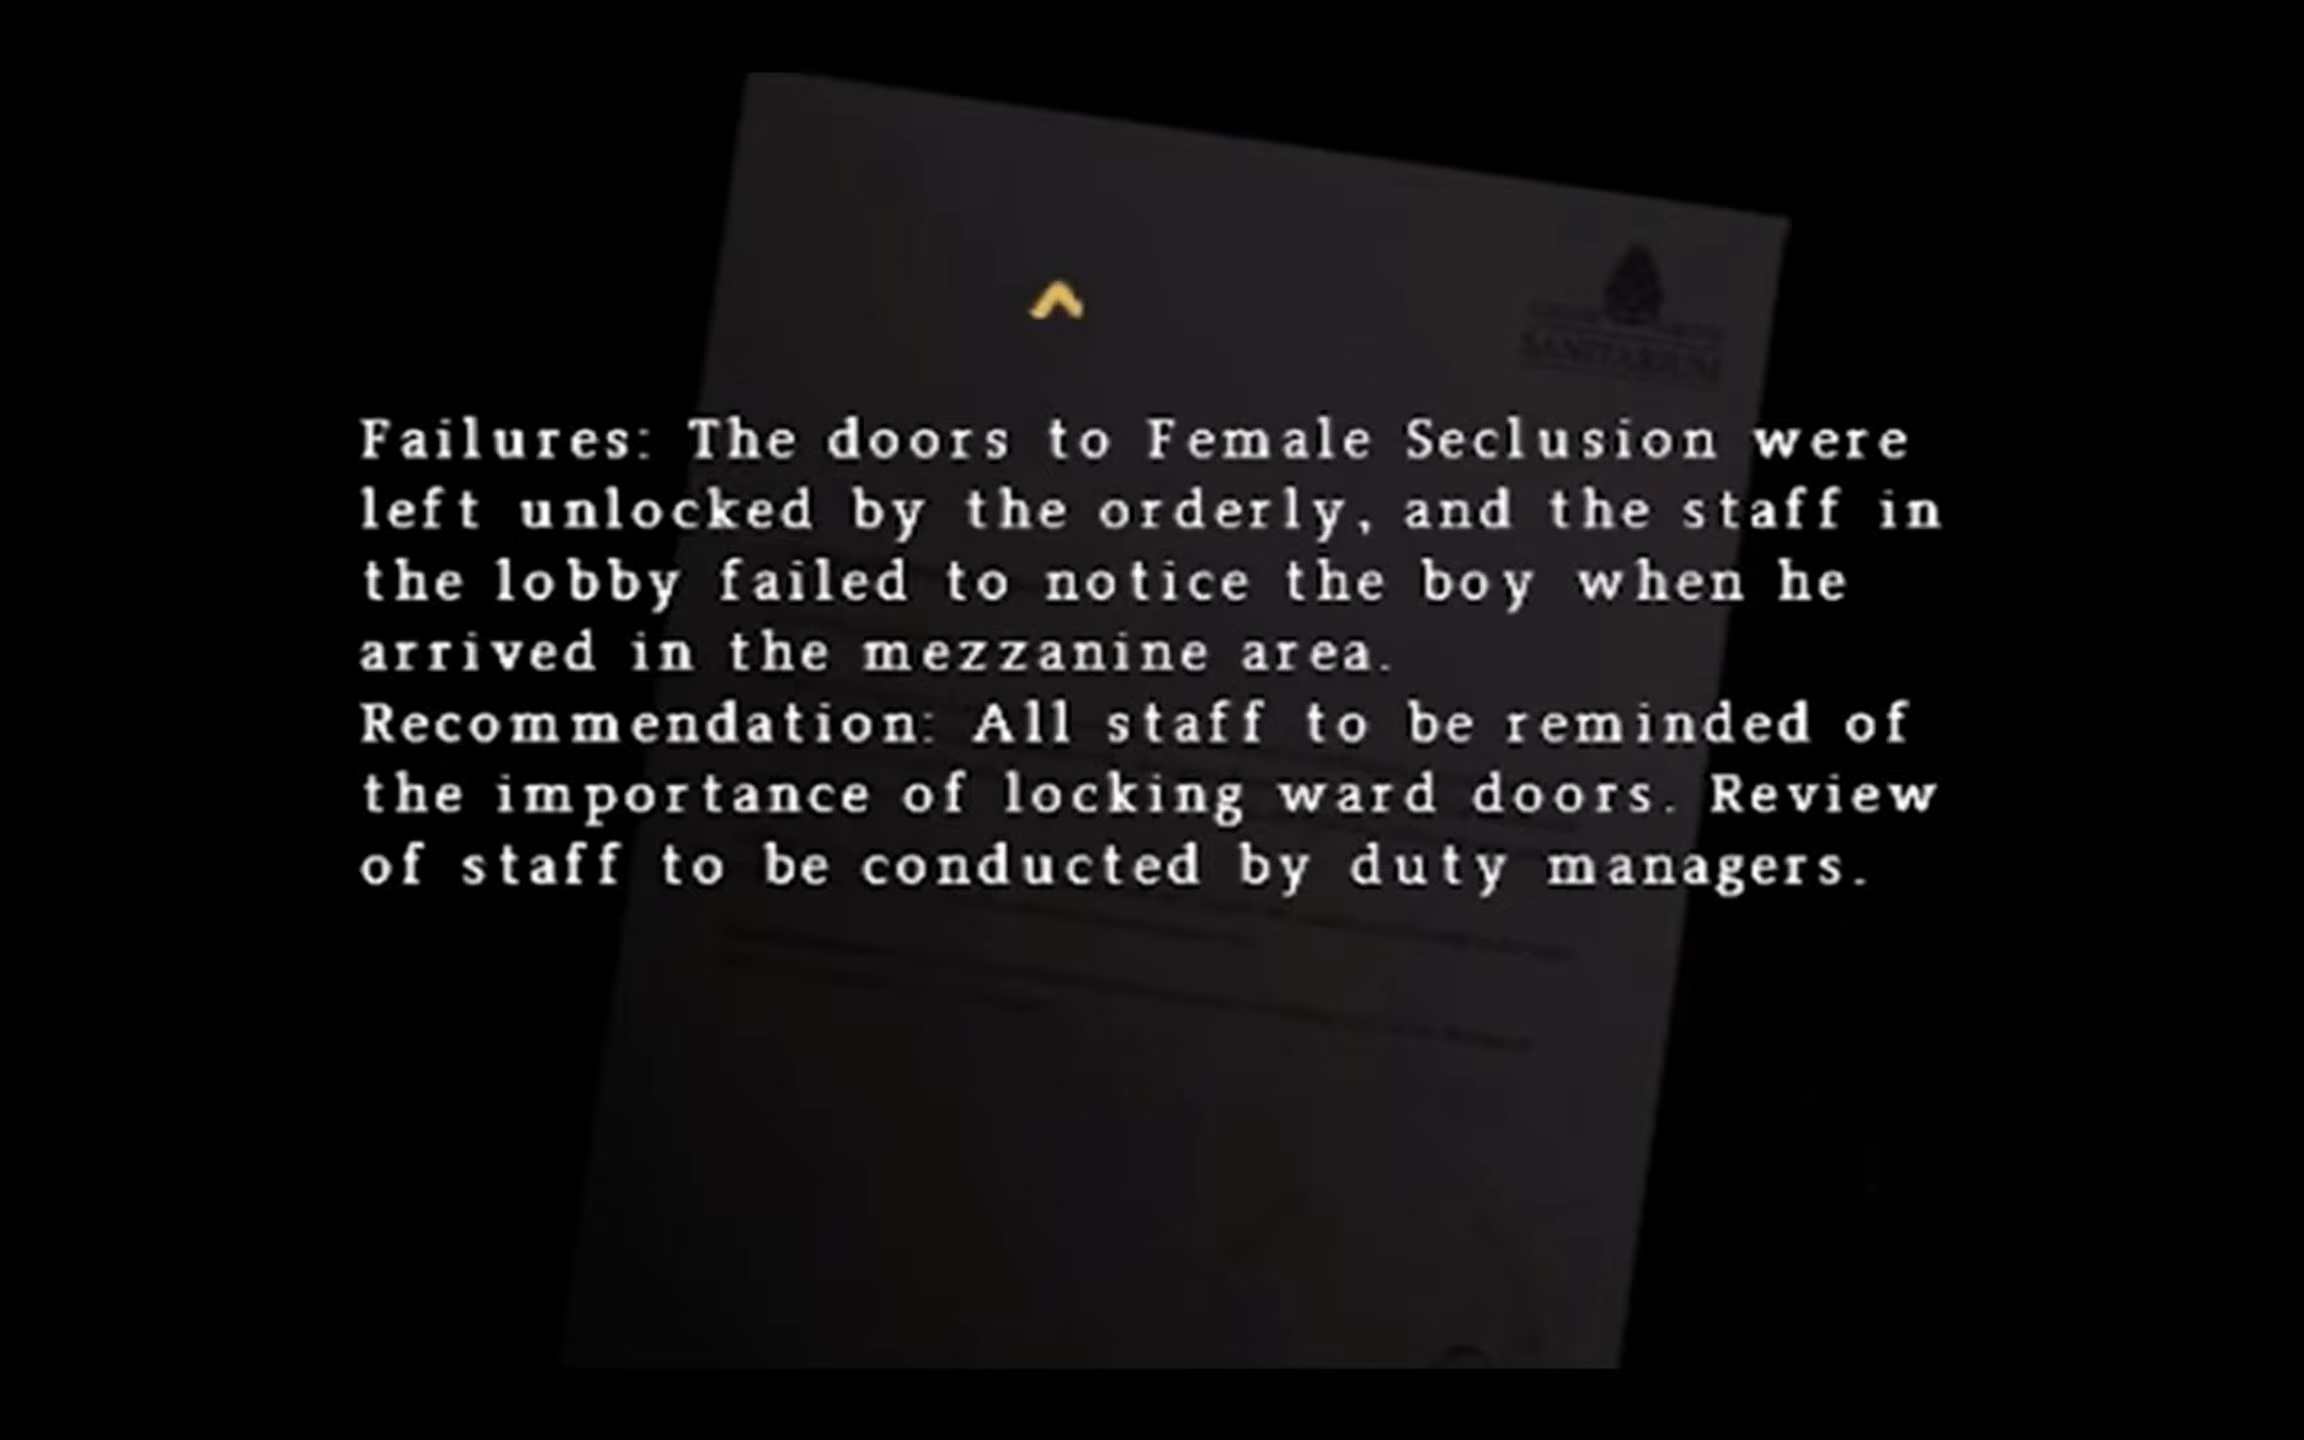 SANITARIUM
Failures: The doors to Female Seclusion were
left unlocked by the orderly, and the staff in
the lobby failed to notice the boy when he
arrived in the mezzanine area.
Recommendation: All staff to be reminded of
the importance of locking ward doors. Review
of staff to be conducted by duty managers.